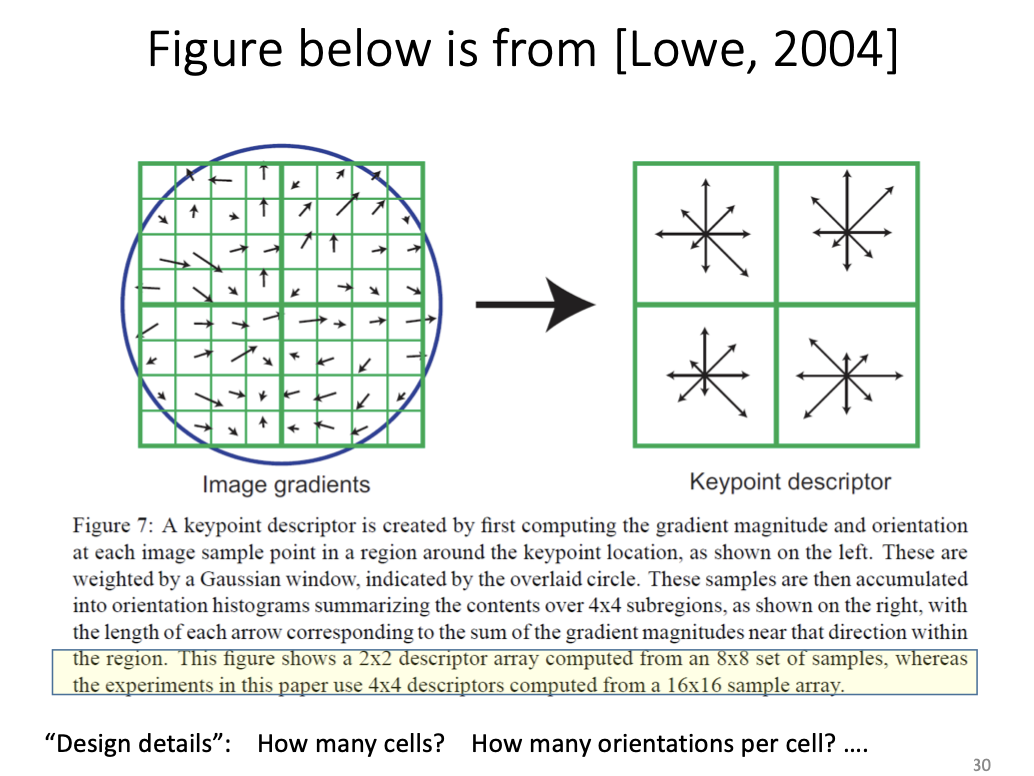 Figure below is from [Lowe, 2004]
Image gradients
Keypoint descriptor
Figure 7: A keypoint descriptor is created by first computing the gradient magnitude and orientation
at each image sample point in a region around the keypoint location, as shown on the left. These are
weighted by a Gaussian window, indicated by the overlaid circle. These samples are then accumulated
into orientation histograms summarizing the contents over 4x4 subregions, as shown on the right, with
the length of each arrow corresponding to the sum of the gradient magnitudes near that direction within
the region. This figure shows a 2x2 descriptor array computed from an 8x8 set of samples, whereas
the experiments in this paper use 4x4 descriptors computed from a 16x16 sample array.
“Design details”: How many cells? How many orientations per cell? ….
30